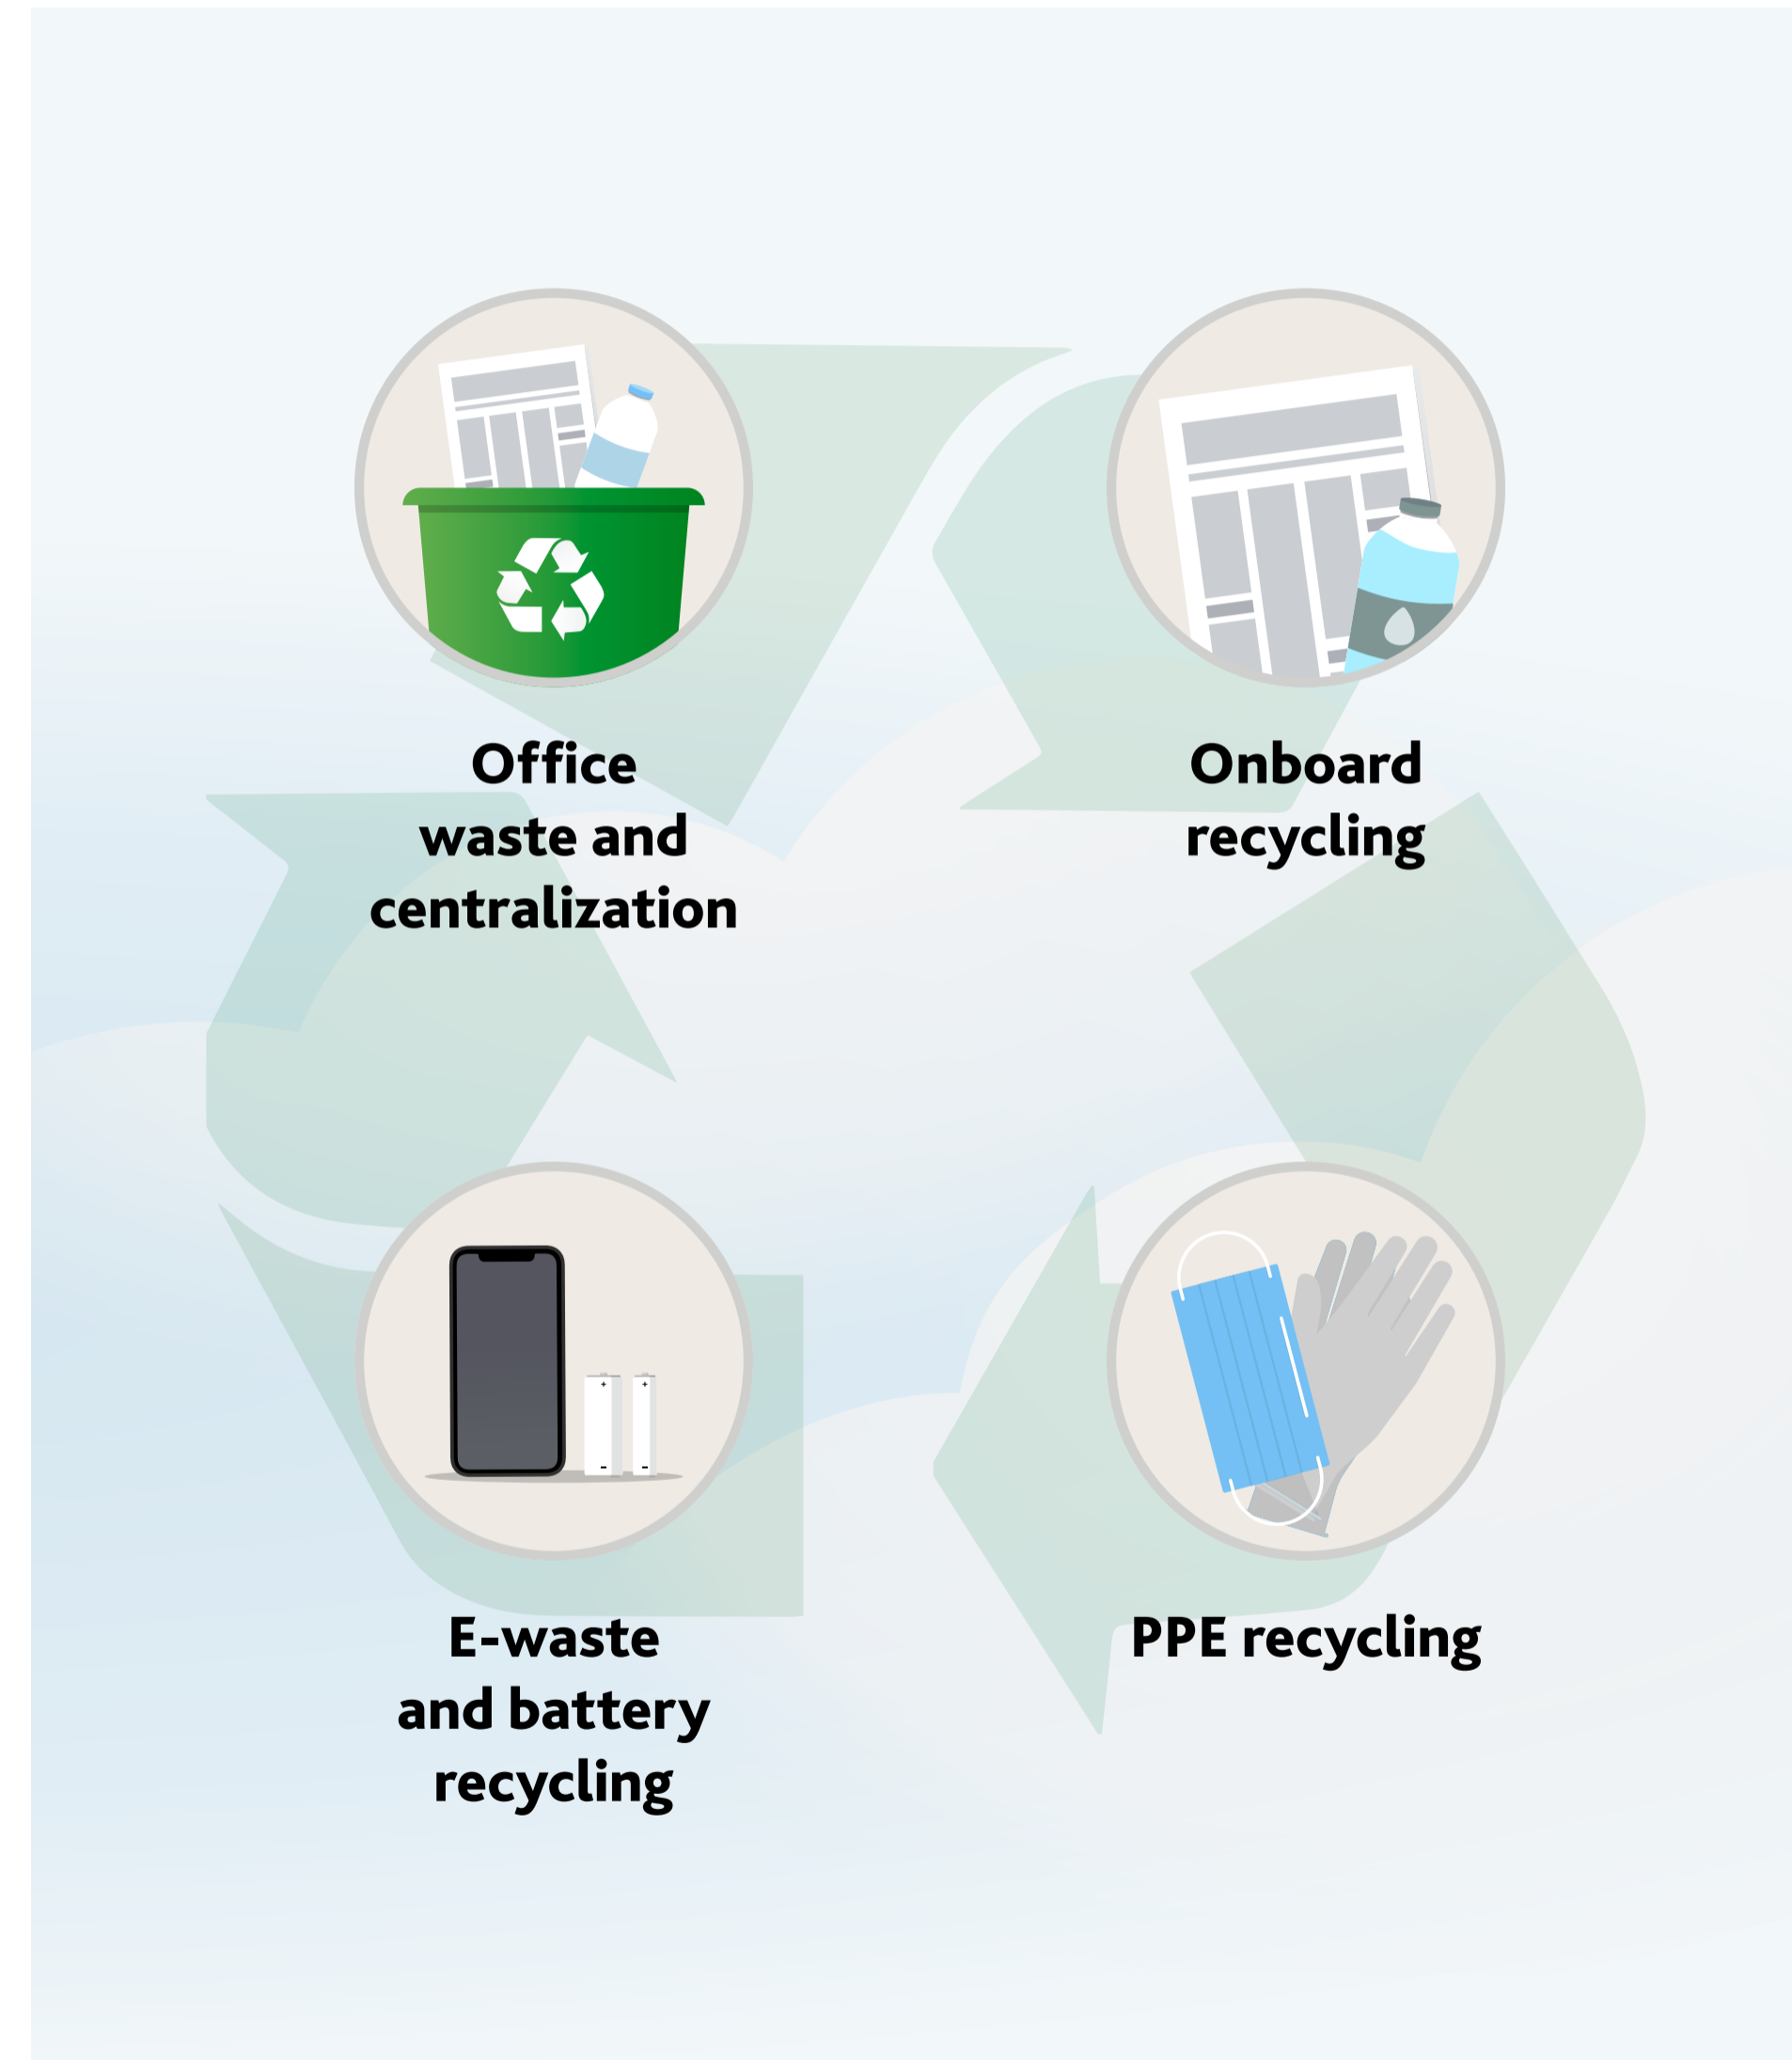 Office
waste and
centralization
Onboard
recycling
E-waste
and battery
recycling
PPE recycling